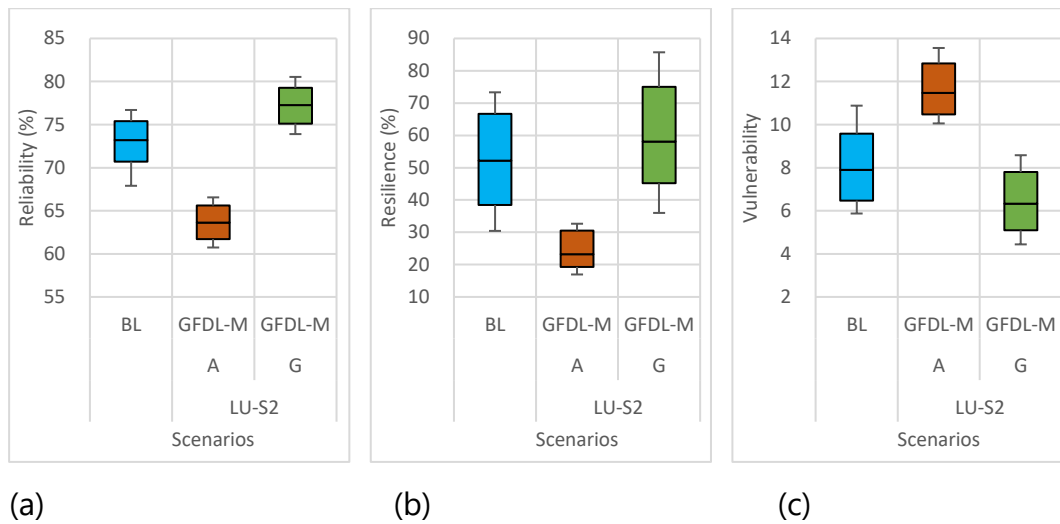 Reliability (%)
85
80
75
70
65
60
55
BL GFDL-M GFDL-M
A G
LU-S2
Scenarios
(a)
Resilience (%)
90
80
70
60
50
40
30
20
10
BL GFDL-M GFDL-M
A G
LU-S2
Scenarios
(b)
Vulnerability
14
12
10
8
6
4
2
BL GFDL-M GFDL-M
A G
LU-S2
Scenarios
(c)